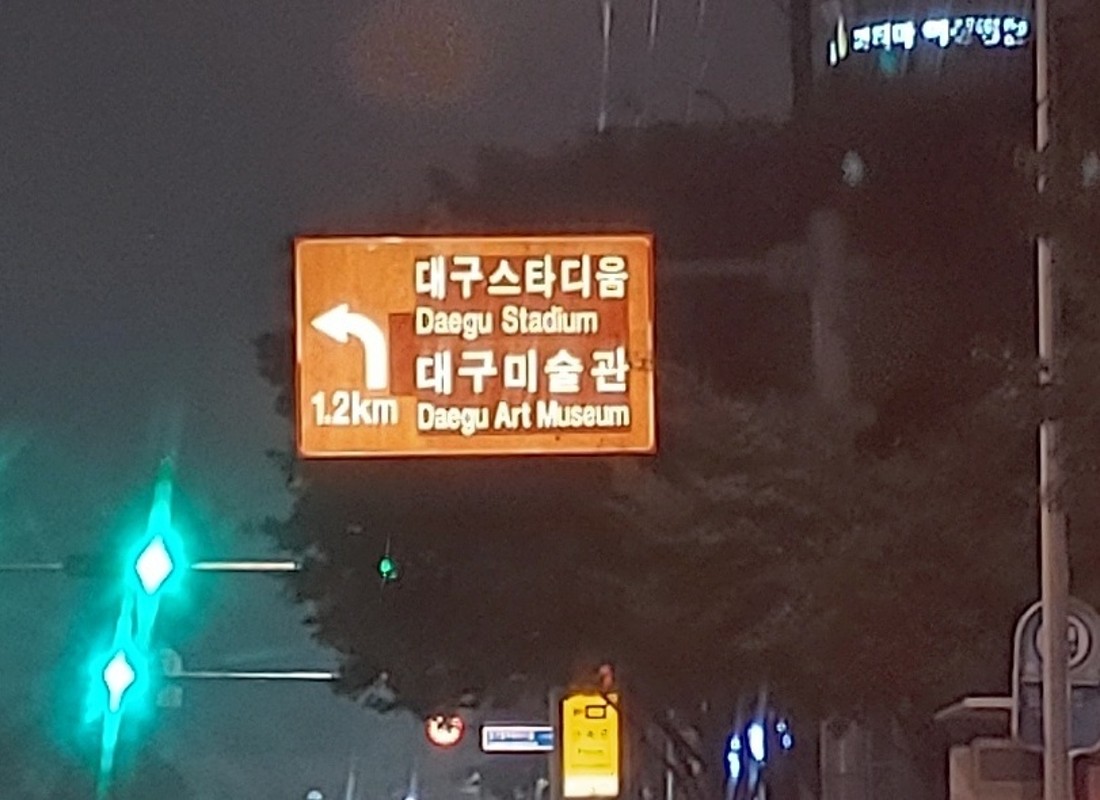 대구스타디움
Daegu Stadium
대구미술관
Daegu Art Museum
1.2km